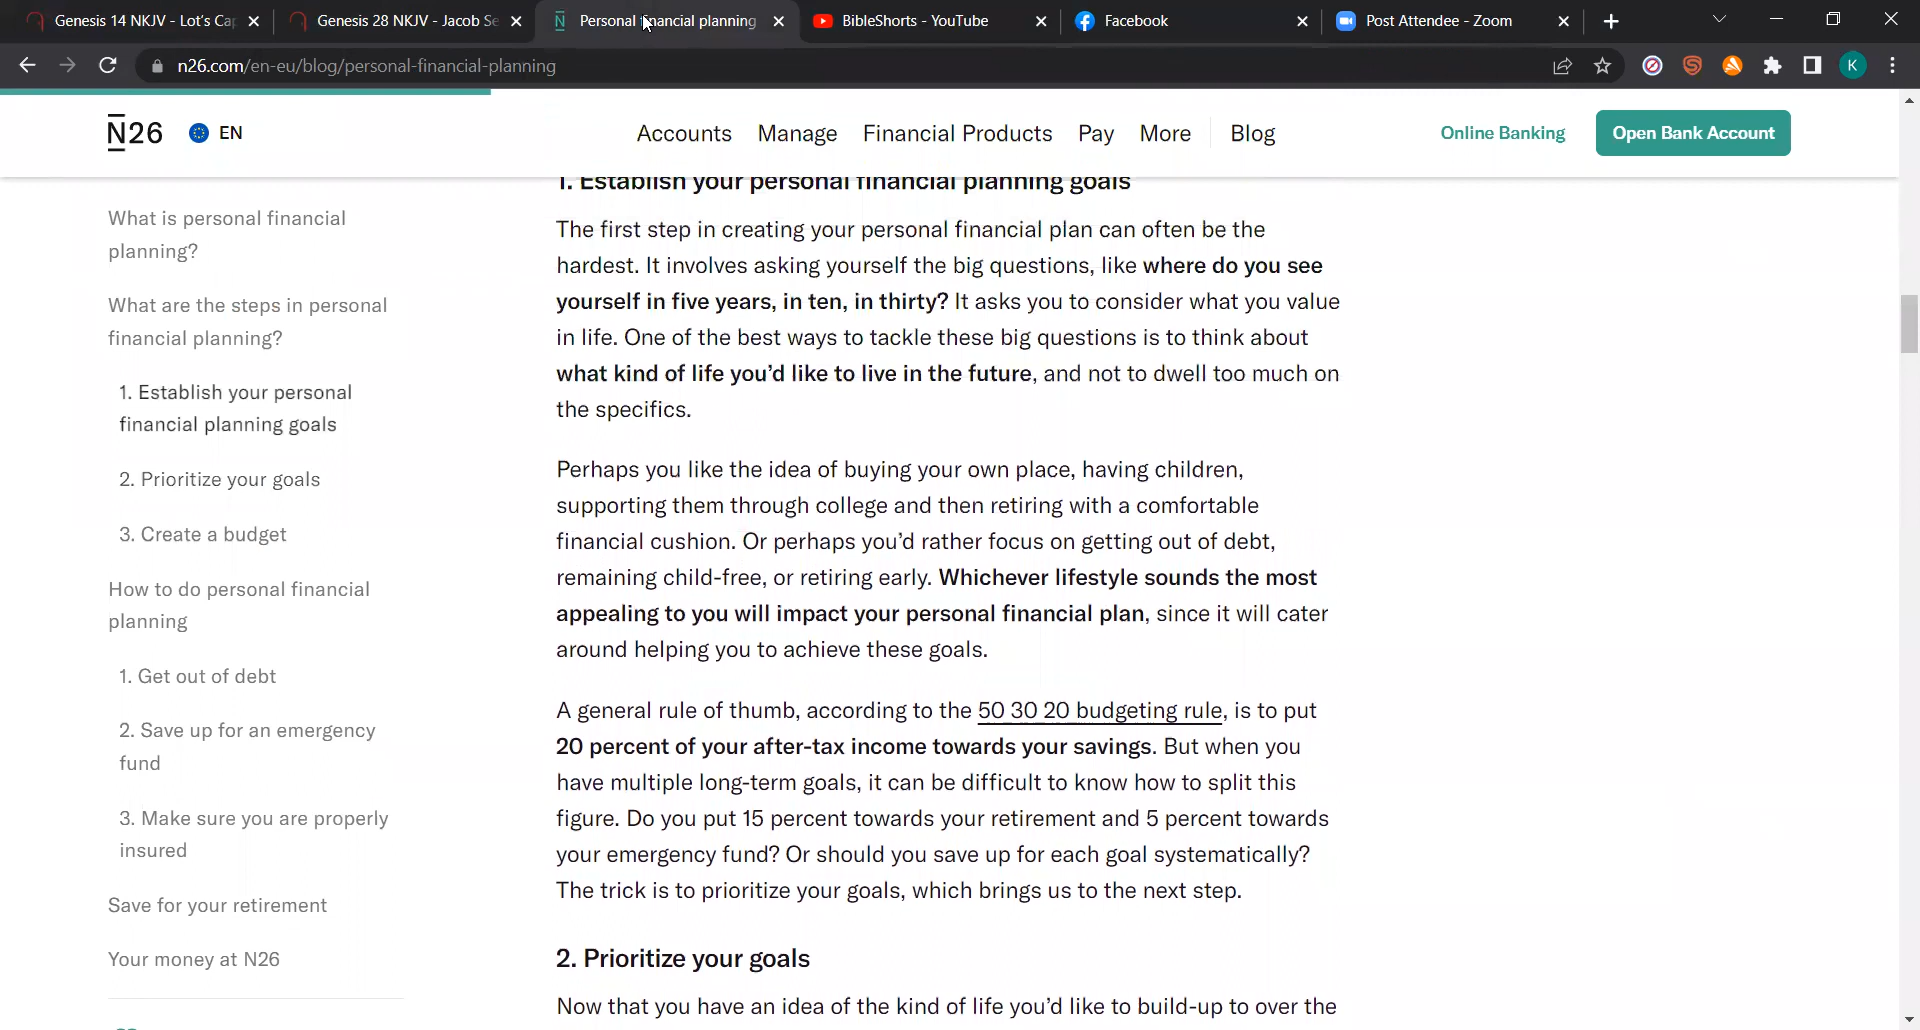 Genesis 14 NKJV - Lot's Cap
Genesis 28 NKJV - Jacob Se
Personal financial planning
BibleShorts - YouTube
Facebook
Post Attendee - Zoom
n26.com/en-eu/blog/personal-financial-planning
K
N26
EN
Accounts
Manage
Financial Products
Pay
More
Blog
Online Banking
Open Bank Account
What is personal financial
planning?
What are the steps in personal
financial planning?
1. Establish your personal
financial planning goals
2. Prioritize your goals
3. Create a budget
How to do personal financial
planning
1. Get out of debt
2. Save up for an emergency
fund
3. Make sure you are properly
insured
Save for your retirement
Your money at N26
1. Establish your personal financial planning goals
The first step in creating your personal financial plan can often be the
hardest. It involves asking yourself the big questions, like where do you see
yourself in five years, in ten, in thirty? It asks you to consider what you value
in life. One of the best ways to tackle these big questions is to think about
what kind of life you’d like to live in the future, and not to dwell too much on
the specifics.
Perhaps you like the idea of buying your own place, having children,
supporting them through college and then retiring with a comfortable
financial cushion. Or perhaps you’d rather focus on getting out of debt,
remaining child-free, or retiring early. Whichever lifestyle sounds the most
appealing to you will impact your personal financial plan, since it will cater
around helping you to achieve these goals.
A general rule of thumb, according to the 50 30 20 budgeting rule, is to put
20 percent of your after-tax income towards your savings. But when you
have multiple long-term goals, it can be difficult to know how to split this
figure. Do you put 15 percent towards your retirement and 5 percent towards
your emergency fund? Or should you save up for each goal systematically?
The trick is to prioritize your goals, which brings us to the next step.
2. Prioritize your goals
Now that you have an idea of the kind of life you’d like to build-up to over the